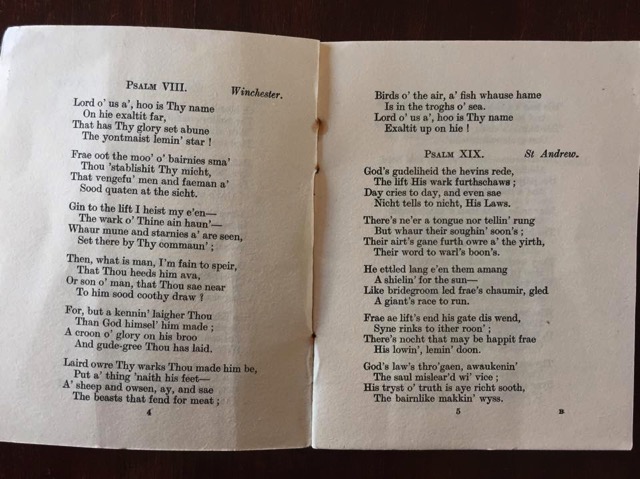 PSALM VIII. Winchester.
Lord o' us a', hoo is Thy name
On hie exaltit far,
That has Thy glory set abune
The yontmaist lemin' star !
Frae oot the moo' o' bairnies sma'
Thou 'stablishit Thy micht,
That vengefu' men and faeman a'
Sood quaten at the sicht.
Gin to the lift I heist my e'en—
The wark o' Thine ain haun'—
Whaur mune and starnies a' are seen,
Set there by Thy commaun' ;
Then, what is man, I'm fain to speir,
That Thou heeds him ava,
Or son o' man, that Thou sae near
To him sood coothy draw ?
For, but a kennin' laigher Thou
Than God himsel' him made ;
A croon o' glory on his broo
And gude-gree Thou has laid.
Laird owre Thy warks Thou made him be,
Put a' thing 'naith his feet—
A' sheep and owsen, ay, and sae
The beasts that fend for meat ;
4
Birds o' the air, a' fish whause hame
Is in the troghs o' sea.
Lord o' us a', hoo is Thy name
Exaltit up on hie !
PSALM XIX. St Andrew.
God's gudeliheid the hevins rede,
The lift His wark furthschaws ;
Day cries to day, and even sae
Nicht tells to nicht, His Laws.
There's ne'er a tongue nor tellin' rung
But whaur their soughin' soon's ;
Their airt's gane furth owre a' the yirth,
Their word to warl's boon's.
He ettled lang e'en them amang
A shielin' for the sun—
Like bridegroom led frae's chaumir, gled
A giant's race to run.
Frae ae lift's end his gate dis wend,
Syne rinks to ither roon' ;
There's nocht that may be happit frae
His lowin', lemin' doon.
God's law's thro'gaen, awaukenin'
The saul mislear'd wi' vice ;
His tryst o' truth is aye richt sooth,
The bairnlike makkin' wyss.
5 B